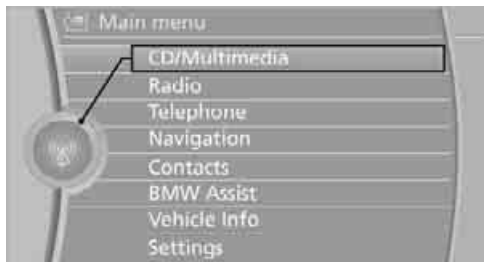 Main menu
CD/Multimedia
Radio
Telephone
Navigation
Contacts
BMW Assist
Vehicle Info
Settings